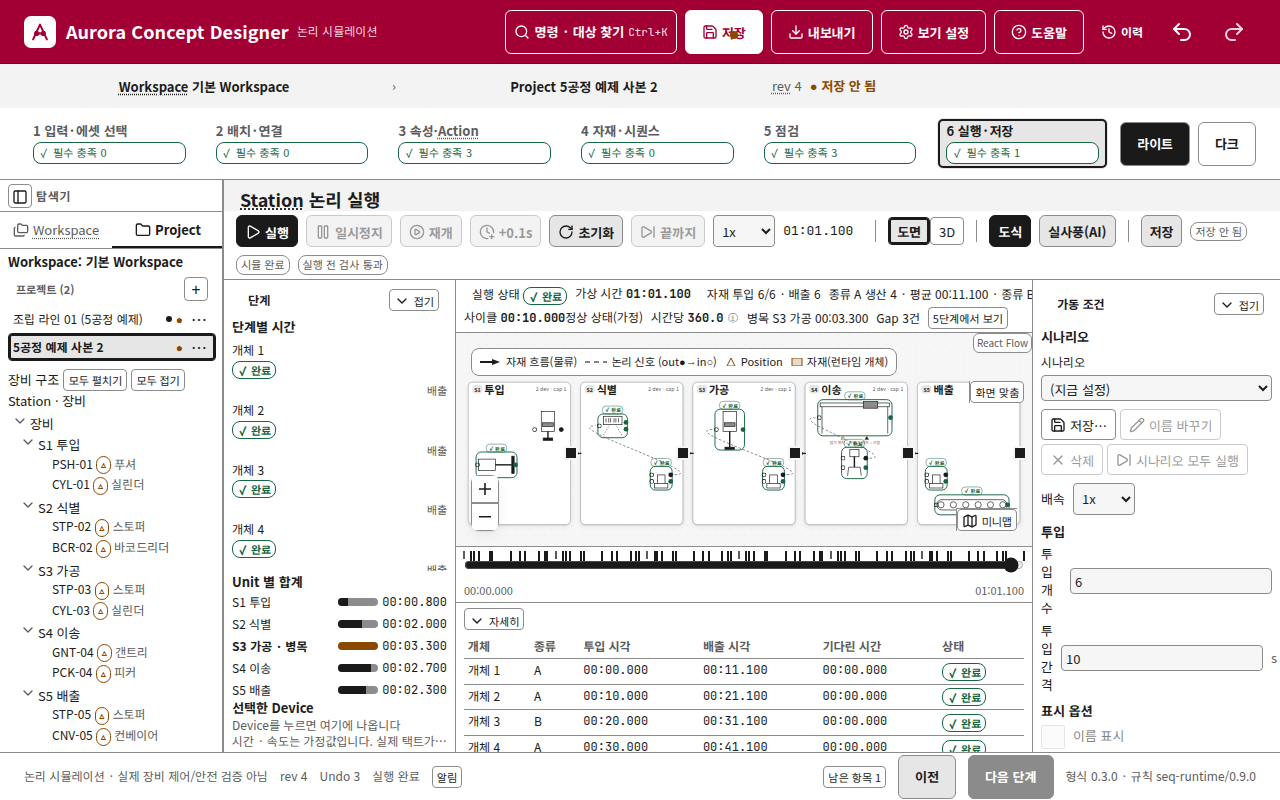 Aurora Concept Designer 논리 시뮬레이션
명령 · 대상 찾기 Ctrl+K
내보내기
보기 설정
도움말
이력
Workspace 기본 Workspace › Project 5공정 예제 사본 2 rev 4 ● 저장 안 됨
1 입력·에셋 선택
✓ 필수 충족 0
2 배치·연결
✓ 필수 충족 0
3 속성·Action
✓ 필수 충족 3
4 자재·시퀀스
✓ 필수 충족 0
5 점검
✓ 필수 충족 3
6 실행·저장
✓ 필수 충족 1
라이트
다크
탐색기
Workspace
Project
Workspace: 기본 Workspace
프로젝트 (2)
+
조립 라인 01 (5공정 예제) ● ● ···
5공정 예제 사본 2 ● ···
장비 구조 모두 펼치기 모두 접기
Station · 장비
장비
S1 투입
PSH-01 푸셔
CYL-01 실린더
S2 식별
STP-02 스토퍼
BCR-02 바코드리더
S3 가공
STP-03 스토퍼
CYL-03 실린더
S4 이송
GNT-04 갠트리
PCK-04 피커
S5 배출
STP-05 스토퍼
CNV-05 컨베이어
Station 논리 실행
실행
일시정지
재개
+0.1s
초기화
끝까지
1x
01:01.100
도면
3D
도식
실사풍(AI)
저장
저장 안 됨
시뮬 완료
실행 전 검사 통과
단계
접기
단계별 시간
개체 1
✓ 완료
배출
개체 2
✓ 완료
배출
개체 3
✓ 완료
배출
개체 4
✓ 완료
Unit 별 합계
S1 투입 00:00.800
S2 식별 00:02.000
S3 가공 · 병목 00:03.300
S4 이송 00:02.700
S5 배출 00:02.300
선택한 Device
Device를 누르면 여기에 나옵니다
시간 · 속도는 가정값입니다. 실제 택트가···
실행 상태 ✓ 완료 가상 시간 01:01.100 자재 투입 6/6 · 배출 6 종류 A 생산 4 · 평균 00:11.100 · 종류 B
사이클 00:10.000 정상 상태(가정) 시간당 360.0 ⓘ 병목 S3 가공 00:03.300 Gap 3건 5단계에서 보기
React Flow
자재 흐름(물류) 논리 신호 (out●→in○) △ Position 자재(런타임 개체)
S1 투입 2 dev · cap 1
S2 식별 2 dev · cap 1
S3 가공 2 dev · cap 1
S4 이송 2 dev · cap 1
S5 배출
화면 맞춤
✓ 완료
✓ 완료
✓ 완료
✓ 완료
✓ 완료
✓ 완료
✓ 완료
✓ 완료
✓ 완료
+
−
미니맵
00:00.000
01:01.100
자세히
개체 종류 투입 시각 배출 시각 기다린 시간 상태
개체 1 A 00:00.000 00:11.100 00:00.000 ✓ 완료
개체 2 A 00:10.000 00:21.100 00:00.000 ✓ 완료
개체 3 B 00:20.000 00:31.100 00:00.000 ✓ 완료
개체 4 A 00:30.000 00:41.100 00:00.000 ✓ 완료
가동 조건
접기
시나리오
시나리오
(지금 설정)
저장···
이름 바꾸기
삭제
시나리오 모두 실행
배속 1x
투입
투입 개수 6
투입 간격 10 s
표시 옵션
이름 표시
논리 시뮬레이션 · 실제 장비 제어/안전 검증 아님 rev 4 Undo 3 실행 완료 알림
남은 항목 1
이전
다음 단계
형식 0.3.0 · 규칙 seq-runtime/0.9.0